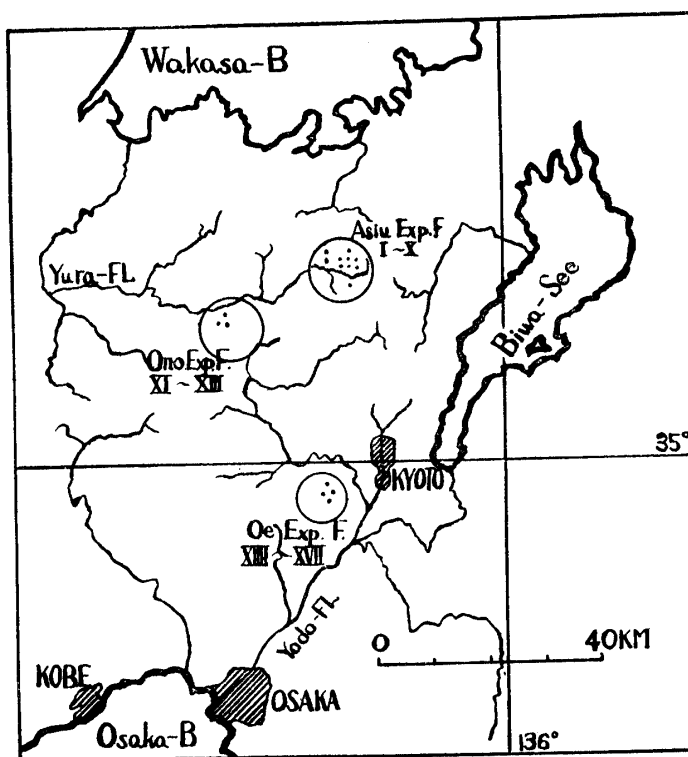 Wakasa-B
Asiu Exp.F
I~X
Yura-FL
Biwa-See
Ono Exp.F.
XI ~ XIII
35°
KYOTO
Oe Exp. F.
XIII ~ XVII
Yodo-FL
0 40KM
KOBE
OSAKA
Osaka-B
136°